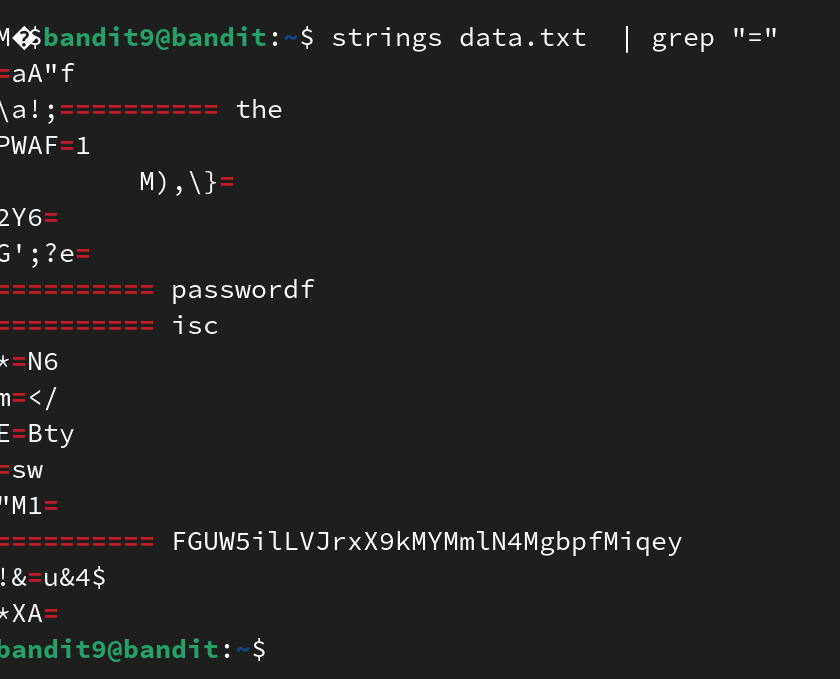 M�$bandit9@bandit:~$ strings data.txt  | grep "="
=aA"f
\a!;========== the
PWAF=1
         M),\}=
2Y6=
G';?e=
========== passwordf
========== isc
*=N6
m=</
E=Bty
=sw
"M1=
========== FGUW5ilLVJrxX9kMYMmlN4MgbpfMiqey
!&=u&4$
*XA=
bandit9@bandit:~$